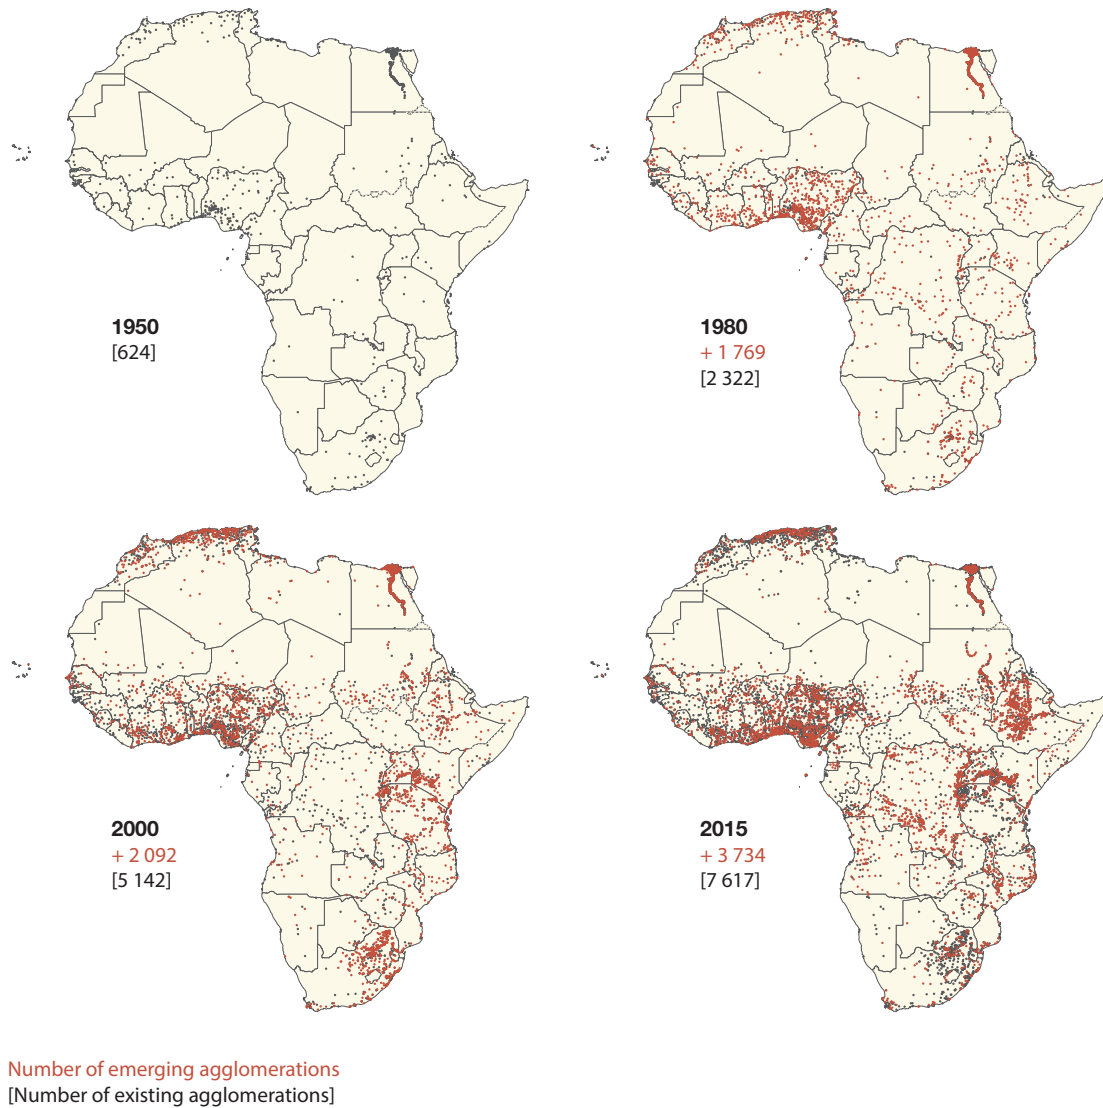 1950
[624]
1980
+ 1 769
[2 322]
2000
+ 2 092
[5 142]
2015
+ 3 734
[7 617]
Number of emerging agglomerations
[Number of existing agglomerations]